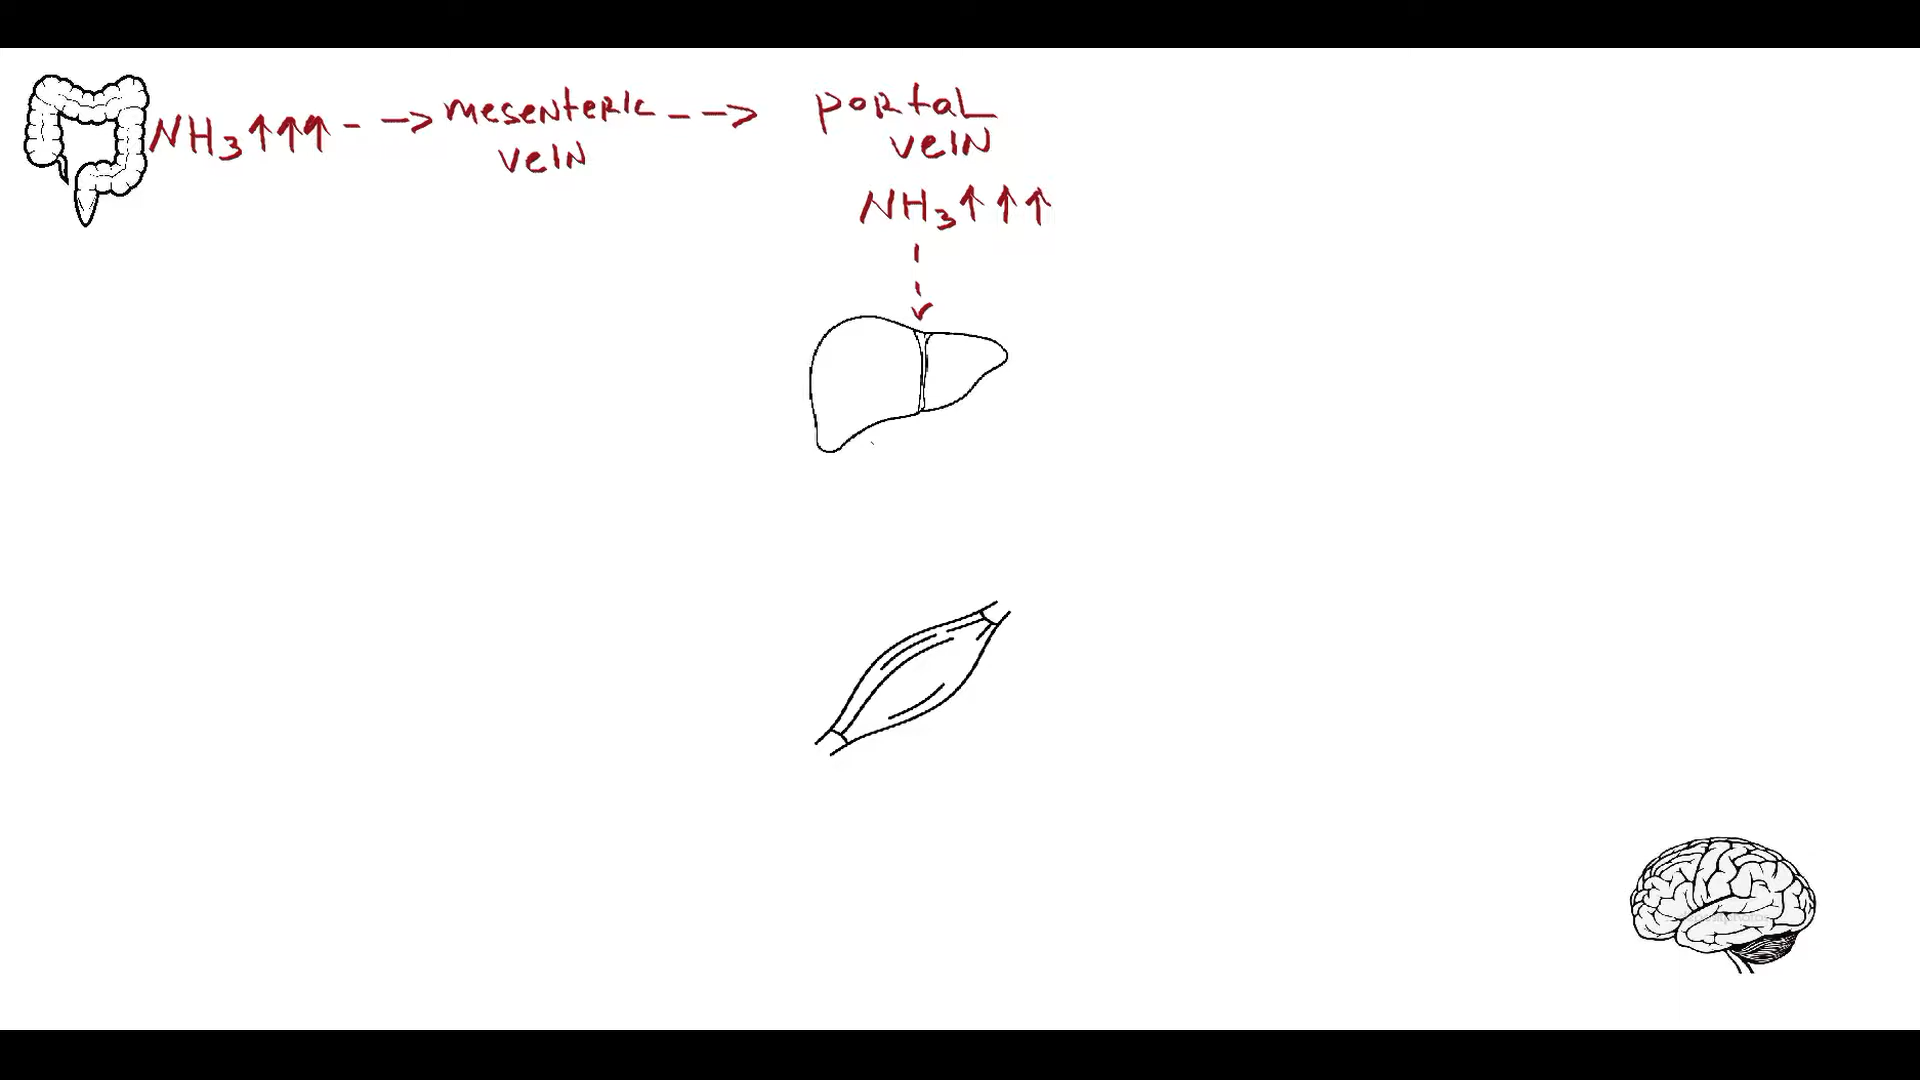 NH3↑↑↑ - -> mesenteric - -> portal
vein vein
NH3↑↑↑